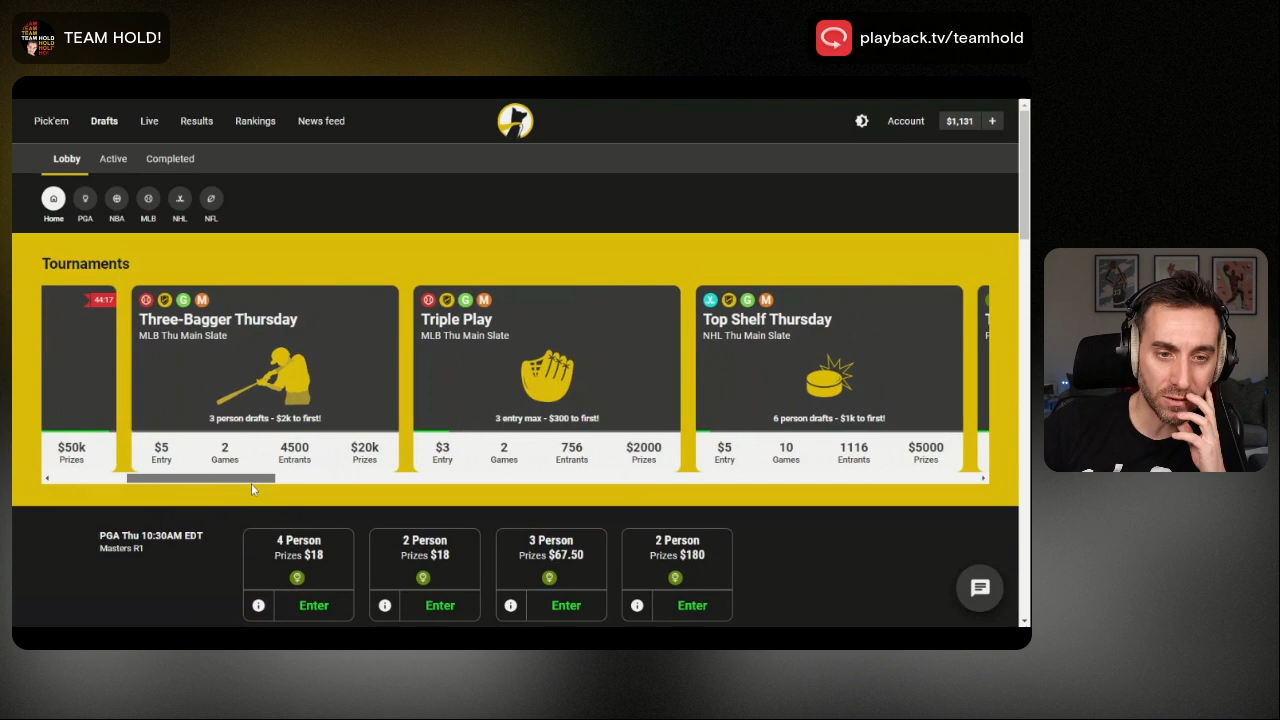 TEAM HOLD!
playback.tv/teamhold
Pick'em Drafts Live Results Rankings News feed
Account $1,131 +
Lobby Active Completed
Home PGA NBA MLB NHL NFL
Tournaments
44:17
$50k
Prizes
G M
Three-Bagger Thursday
MLB Thu Main Slate
3 person drafts - $2k to first!
$5 2 4500 $20k
Entry Games Entrants Prizes
G M
Triple Play
MLB Thu Main Slate
3 entry max - $300 to first!
$3 2 756 $2000
Entry Games Entrants Prizes
G M
Top Shelf Thursday
NHL Thu Main Slate
6 person drafts - $1k to first!
$5 10 1116 $5000
Entry Games Entrants Prizes
PGA Thu 10:30AM EDT
Masters R1
4 Person
Prizes $18
Enter
2 Person
Prizes $18
Enter
3 Person
Prizes $67.50
Enter
2 Person
Prizes $180
Enter